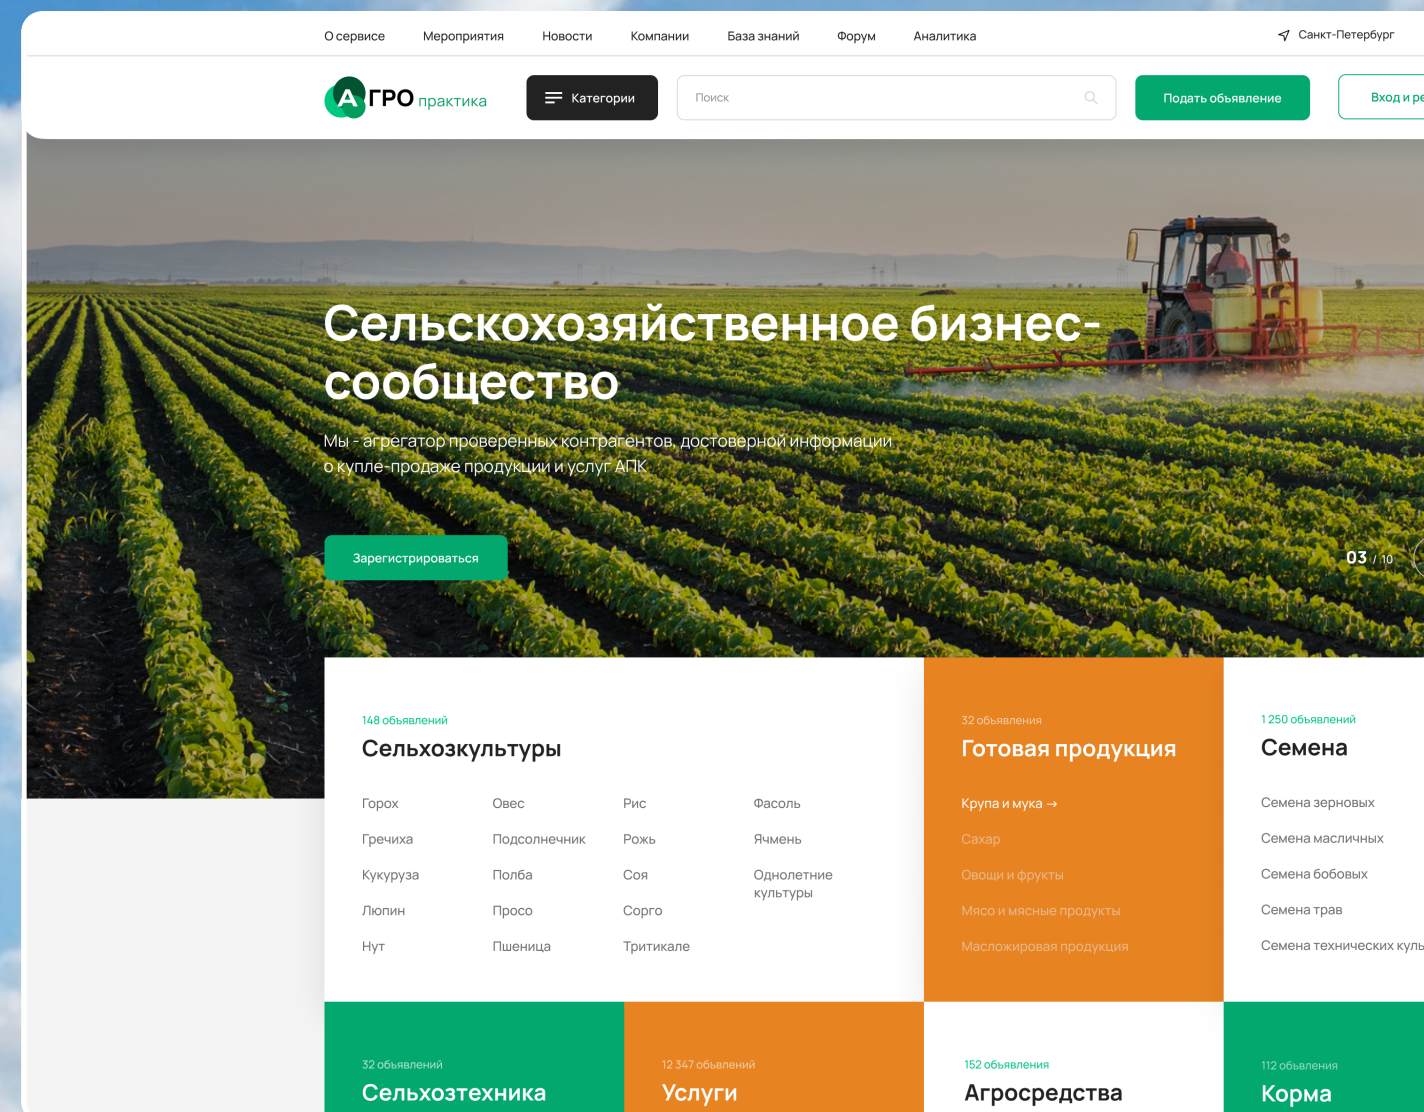 О сервисе
Мероприятия
Новости
Компании
База знаний
Форум
Аналитика
Санкт-Петербург
АГРО практика
Категории
Поиск
Подать объявление
Вход и ре
Сельскохозяйственное бизнес-
сообщество
Мы - агрегатор проверенных контрагентов, достоверной информации
о купле-продаже продукции и услуг АПК
Зарегистрироваться
03 / 10
148 объявлений
Сельхозкультуры
Горох
Гречиха
Кукуруза
Люпин
Нут
Овес
Подсолнечник
Полба
Просо
Пшеница
Рис
Рожь
Соя
Сорго
Тритикале
Фасоль
Ячмень
Однолетние
культуры
32 объявления
Готовая продукция
Крупа и мука →
Сахар
Овощи и фрукты
Мясо и мясные продукты
Масложировая продукция
1 250 объявлений
Семена
Семена зерновых
Семена масличных
Семена бобовых
Семена трав
Семена технических куль
32 объявлений
Сельхозтехника
12 347 объявлений
Услуги
152 объявления
Агросредства
112 объявления
Корма